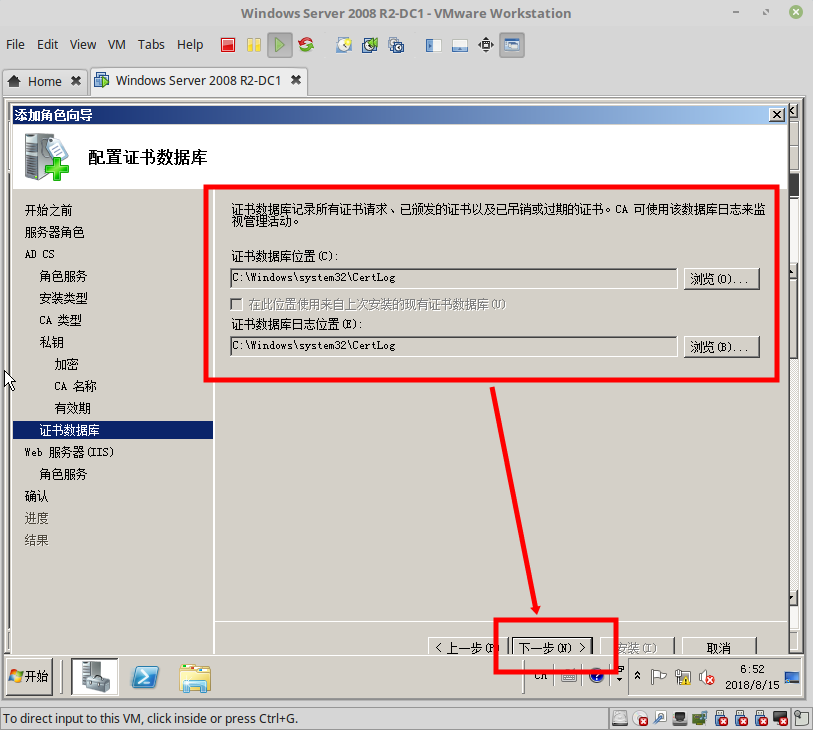 Windows Server 2008 R2-DC1 - VMware Workstation
File Edit View VM Tabs Help
Home Windows Server 2008 R2-DC1
添加角色向导
配置证书数据库
开始之前
服务器角色
AD CS
角色服务
安装类型
CA 类型
私钥
加密
CA 名称
有效期
证书数据库
Web 服务器(IIS)
角色服务
确认
进度
结果
证书数据库记录所有证书请求、已颁发的证书以及已吊销或过期的证书。CA 可使用该数据库日志来监
视管理活动。
证书数据库位置(C):
C:\Windows\system32\CertLog
浏览(O)...
在此位置使用来自上次安装的现有证书数据库(U)
证书数据库日志位置(E):
C:\Windows\system32\CertLog
浏览(B)...
< 上一步(P)
下一步(N) >
安装(I)
取消
开始
CH
6:52
2018/8/15
To direct input to this VM, click inside or press Ctrl+G.